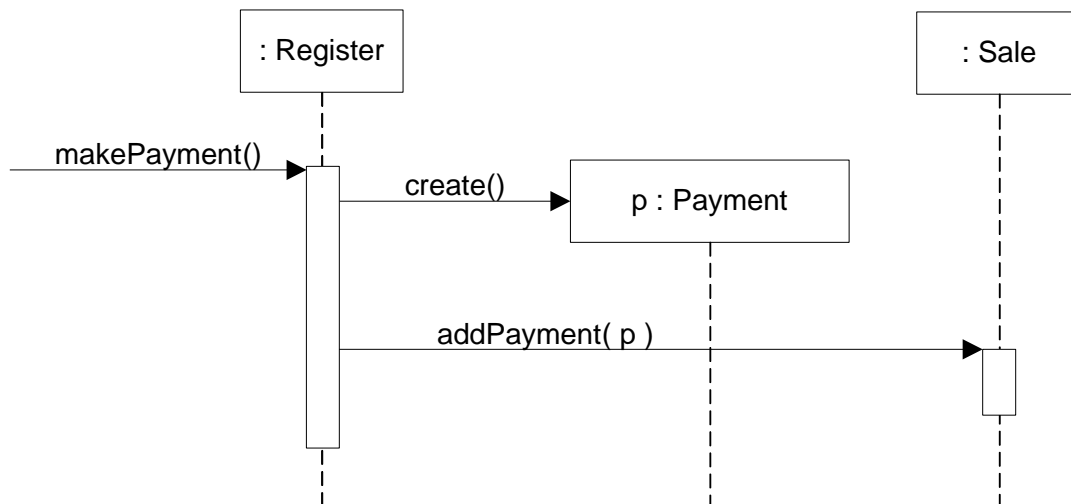 : Register
: Sale
makePayment()
create()
p : Payment
addPayment( p )